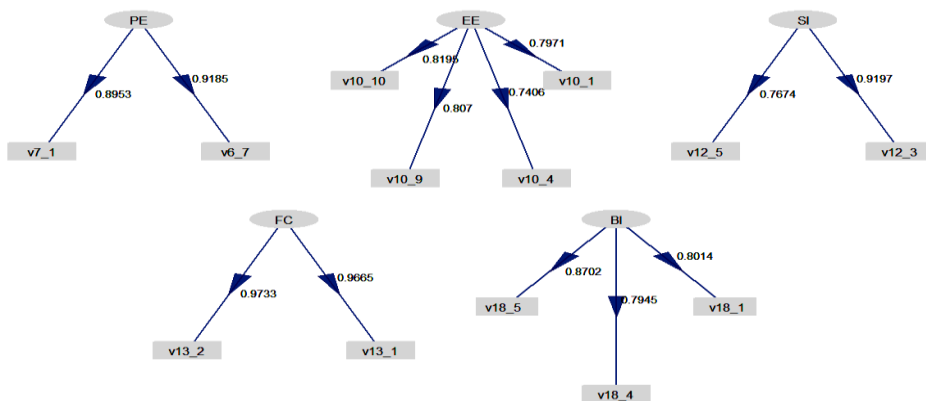 PE
0.8953
0.9185
v7_1
v6_7
EE
0.8195
0.7971
0.807
0.7406
v10_10
v10_1
v10_9
v10_4
SI
0.7674
0.9197
v12_5
v12_3
FC
0.9733
0.9665
v13_2
v13_1
BI
0.8702
0.8014
0.7945
v18_5
v18_1
v18_4